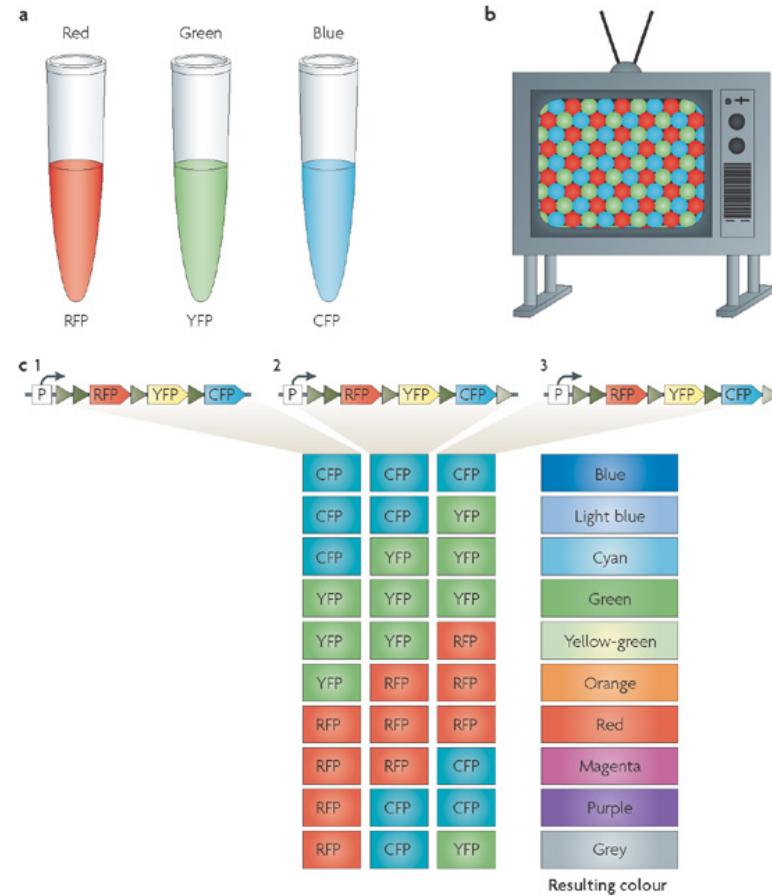 a
Red Green Blue
RFP YFP CFP
b
c 1 2 3
P RFP YFP CFP P RFP YFP CFP P RFP YFP CFP
CFP CFP CFP Blue
CFP CFP YFP Light blue
CFP YFP YFP Cyan
YFP YFP YFP Green
YFP YFP RFP Yellow-green
YFP RFP RFP Orange
RFP RFP RFP Red
RFP RFP CFP Magenta
RFP CFP CFP Purple
RFP CFP YFP Grey
Resulting colour